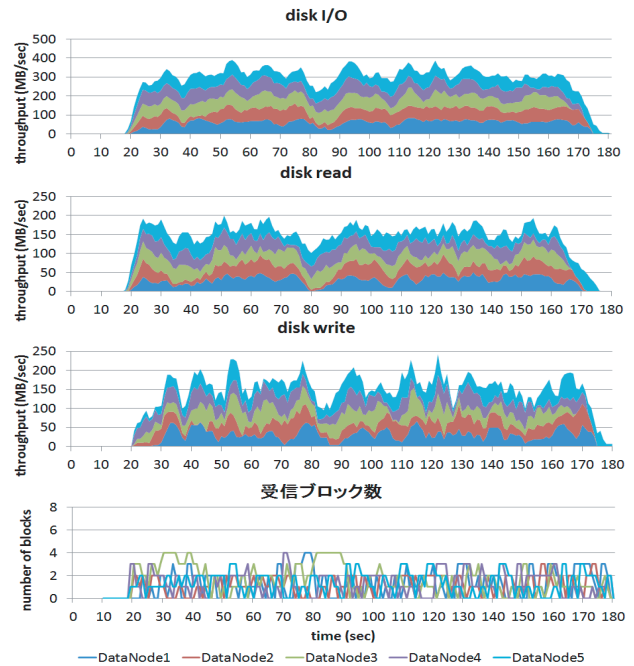 disk I/O
throughput (MB/sec)
500
400
300
200
100
0
0 10 20 30 40 50 60 70 80 90 100 110 120 130 140 150 160 170 180
disk read
throughput (MB/sec)
250
200
150
100
50
0
0 10 20 30 40 50 60 70 80 90 100 110 120 130 140 150 160 170 180
disk write
throughput (MB/sec)
250
200
150
100
50
0
0 10 20 30 40 50 60 70 80 90 100 110 120 130 140 150 160 170 180
受信ブロック数
number of blocks
8
6
4
2
0
0 10 20 30 40 50 60 70 80 90 100 110 120 130 140 150 160 170 180
time (sec)
DataNode1 DataNode2 DataNode3 DataNode4 DataNode5